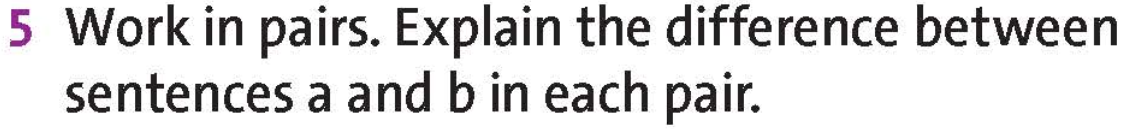 5 Work in pairs. Explain the difference between
sentences a and b in each pair.